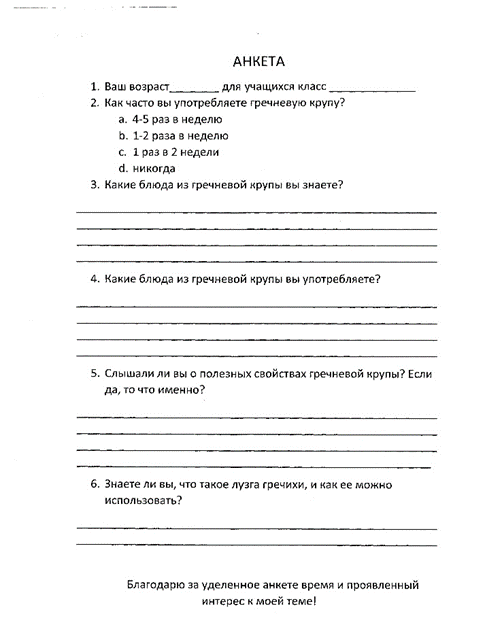 АНКЕТА
1. Ваш возраст________ для учащихся класс ______________
2. Как часто вы употребляете гречневую крупу?
a. 4-5 раз в неделю
b. 1-2 раза в неделю
c. 1 раз в 2 недели
d. никогда
3. Какие блюда из гречневой крупы вы знаете?
4. Какие блюда из гречневой крупы вы употребляете?
5. Слышали ли вы о полезных свойствах гречневой крупы? Если
да, то что именно?
6. Знаете ли вы, что такое лузга гречихи, и как ее можно
использовать?
Благодарю за уделенное анкете время и проявленный
интерес к моей теме!